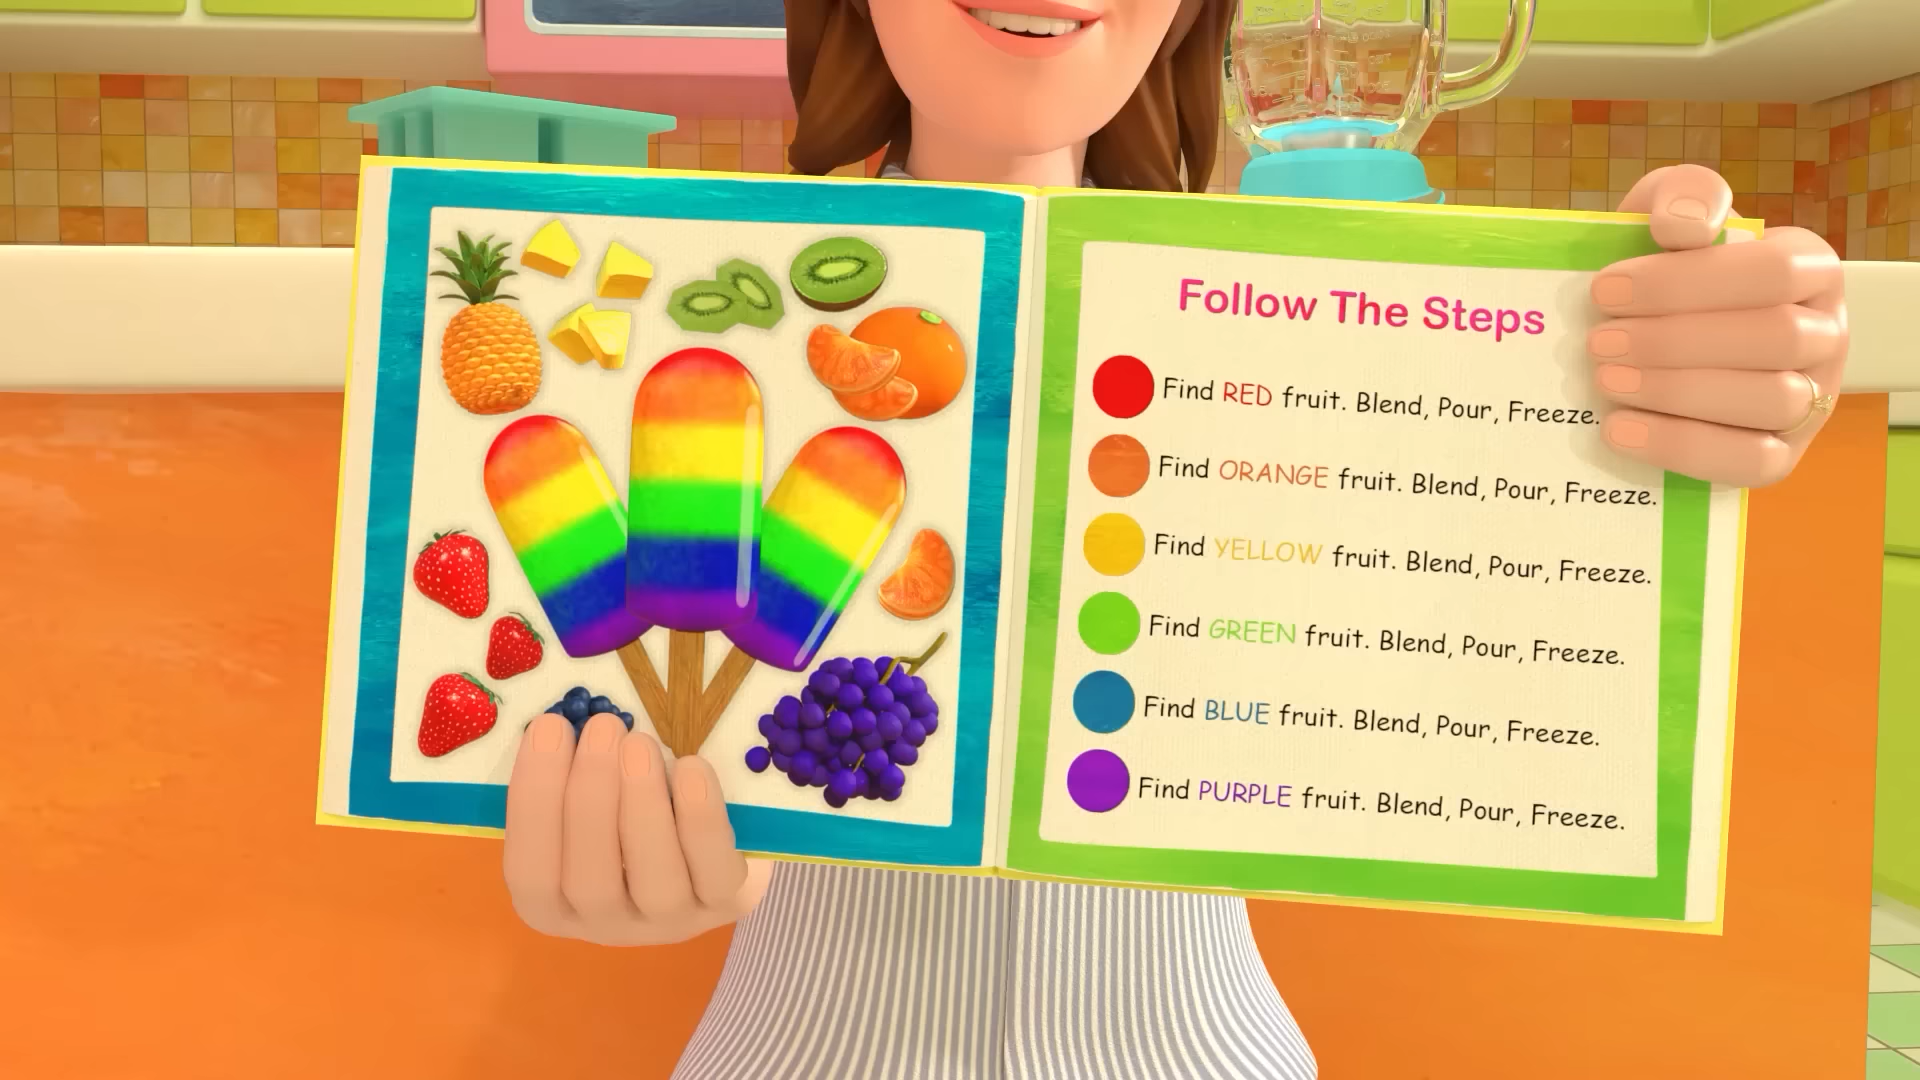 Follow The Steps
Find RED fruit. Blend, Pour, Freeze.
Find ORANGE fruit. Blend, Pour, Freeze.
Find YELLOW fruit. Blend, Pour, Freeze.
Find GREEN fruit. Blend, Pour, Freeze.
Find BLUE fruit. Blend, Pour, Freeze.
Find PURPLE fruit. Blend, Pour, Freeze.